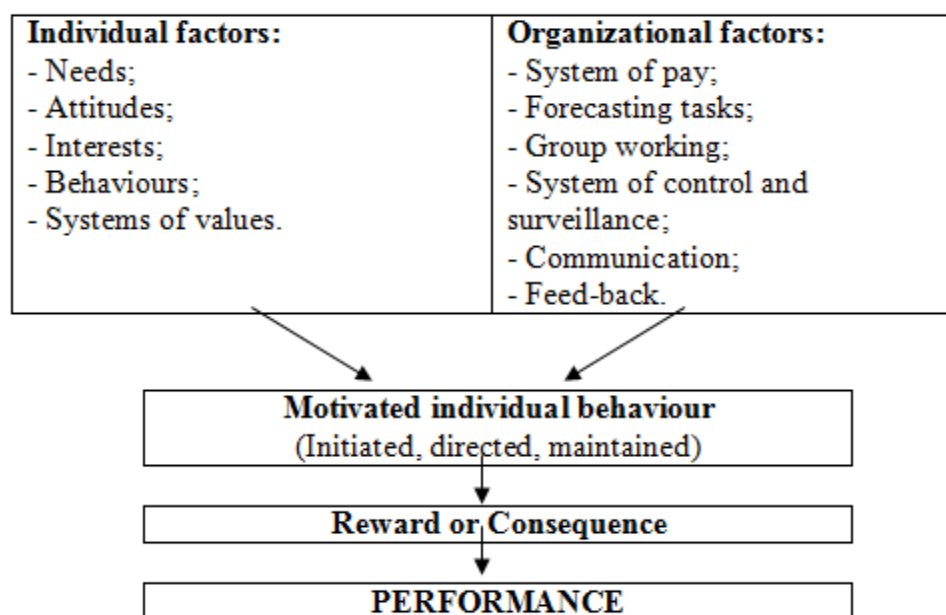 Individual factors:
- Needs;
- Attitudes;
- Interests;
- Behaviours;
- Systems of values.
Organizational factors:
- System of pay;
- Forecasting tasks;
- Group working;
- System of control and
surveillance;
- Communication;
- Feed-back.
Motivated individual behaviour
(Initiated, directed, maintained)
Reward or Consequence
PERFORMANCE